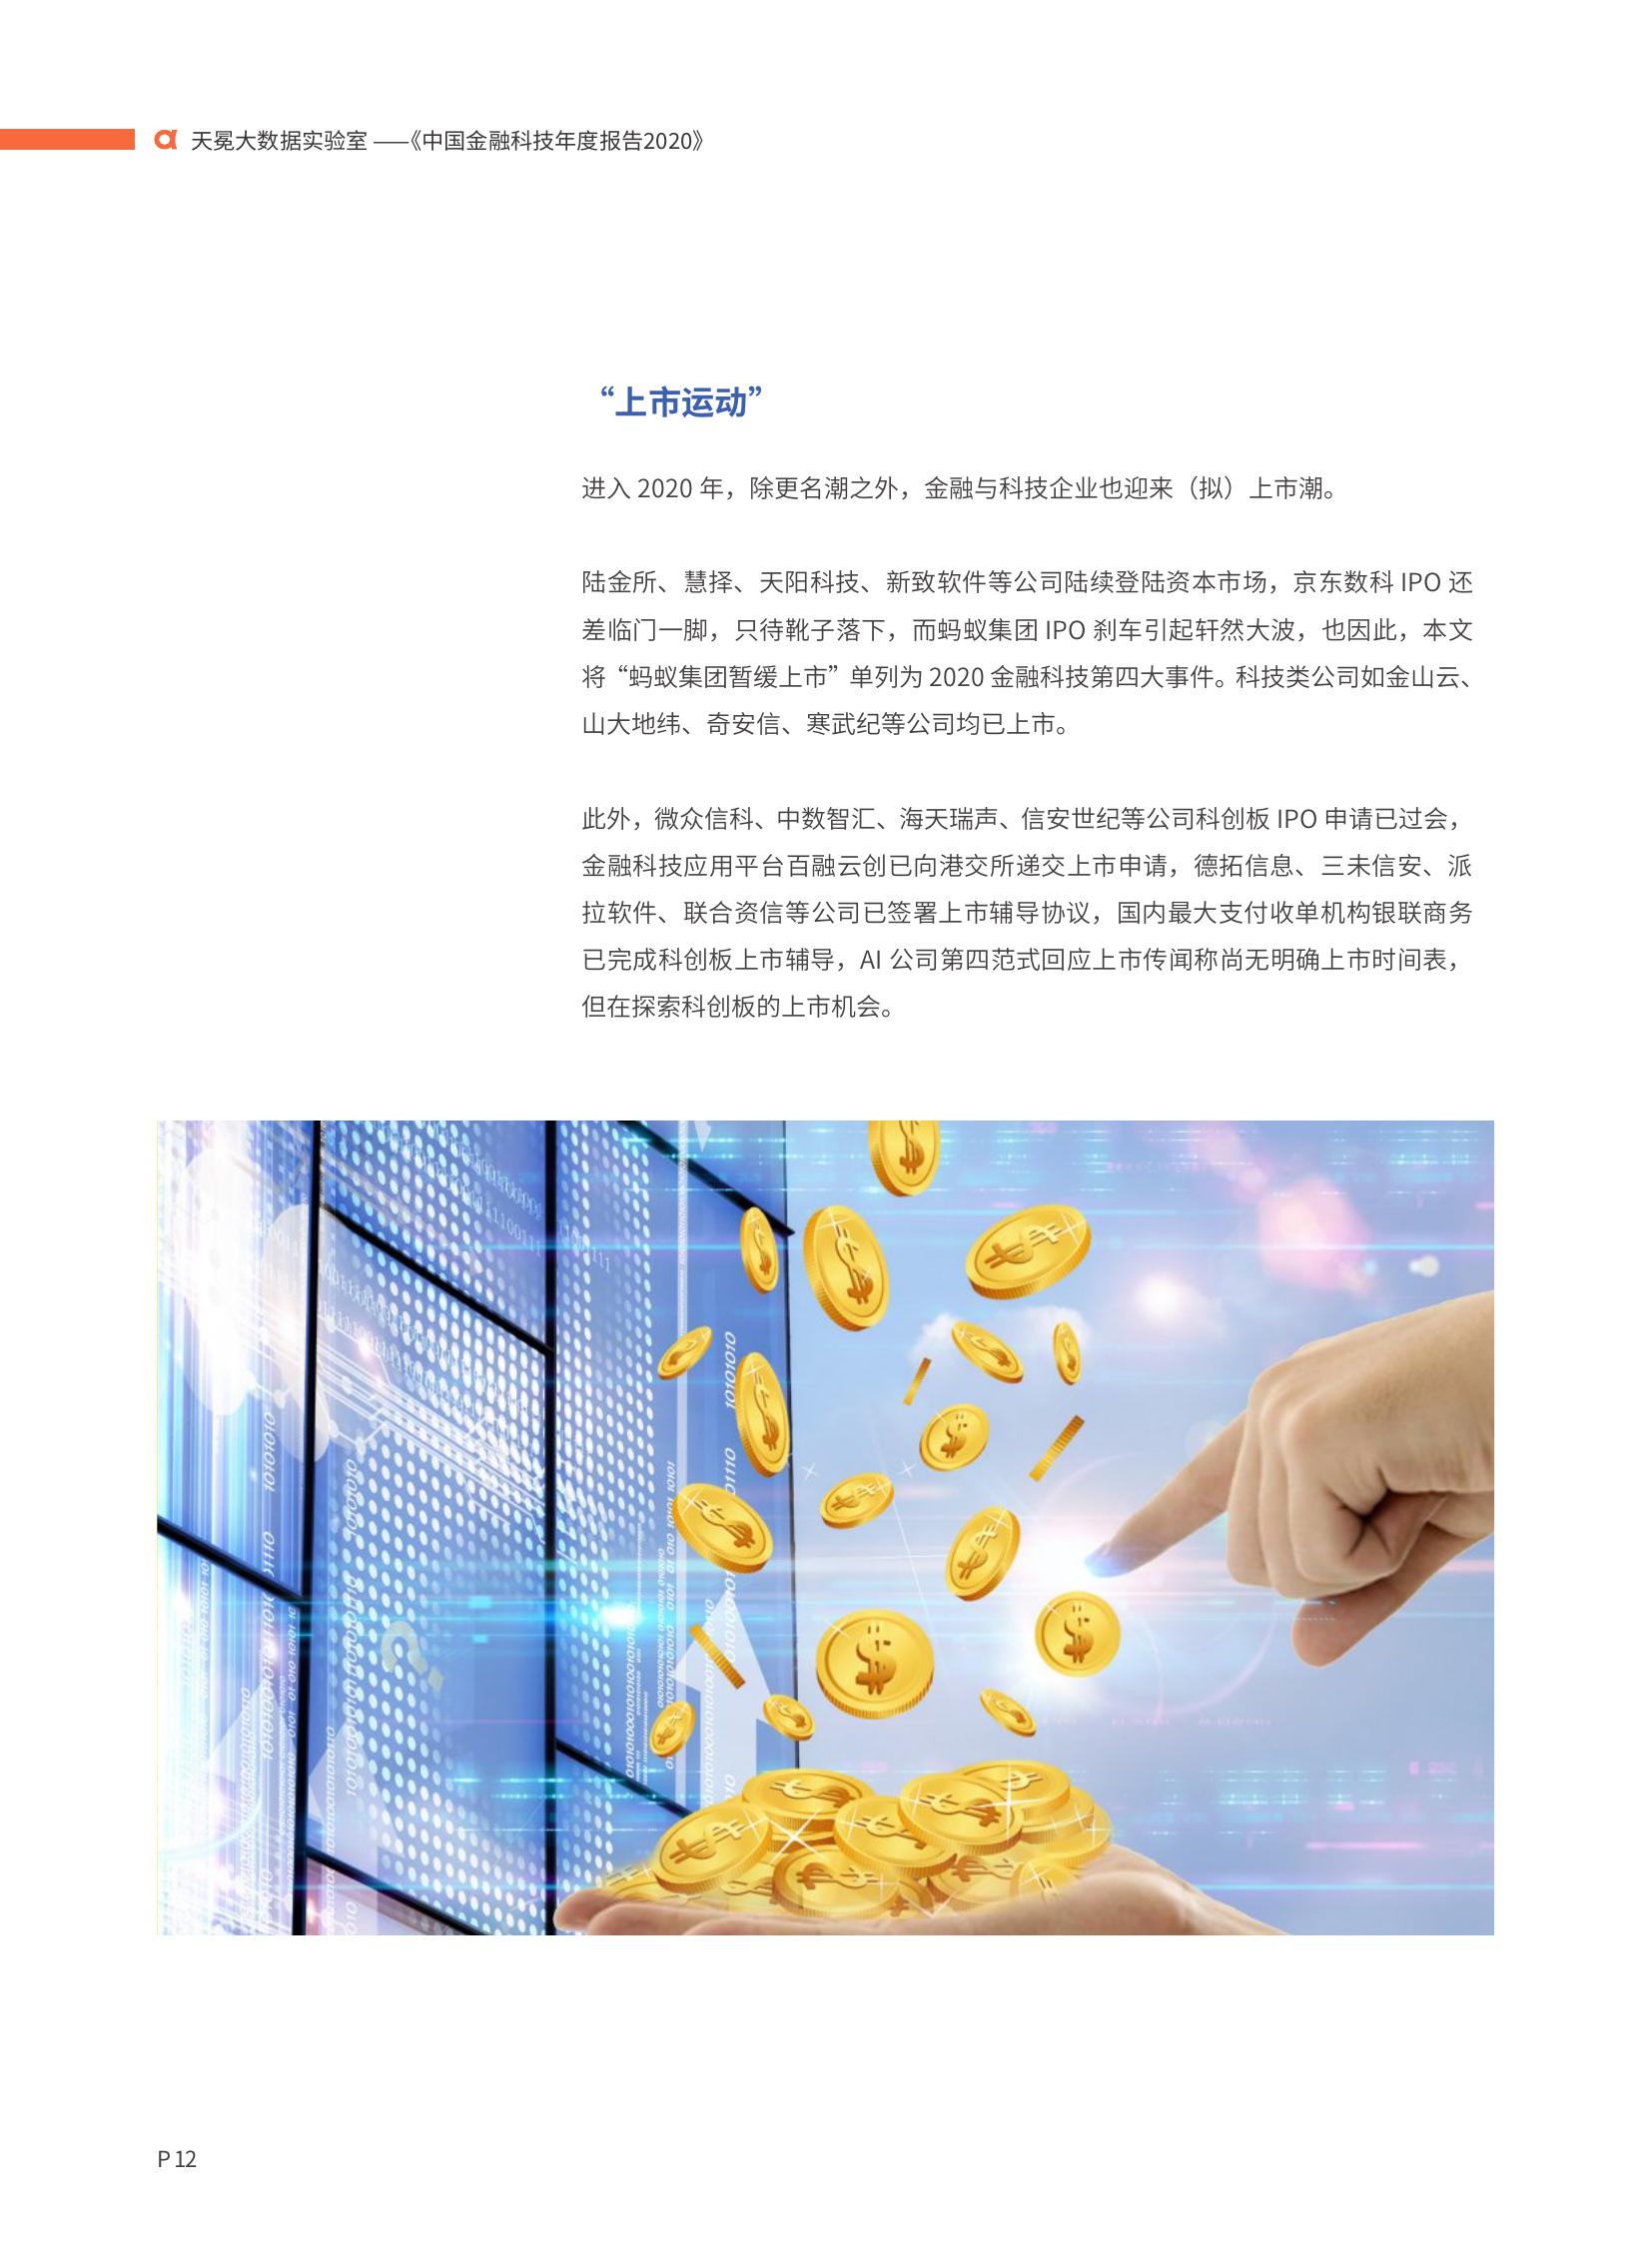 天冕大数据实验室 ——《中国金融科技年度报告2020》
“上市运动”
进入 2020 年，除更名潮之外，金融与科技企业也迎来（拟）上市潮。
陆金所、慧择、天阳科技、新致软件等公司陆续登陆资本市场，京东数科 IPO 还
差临门一脚，只待靴子落下，而蚂蚁集团 IPO 刹车引起轩然大波，也因此，本文
将“蚂蚁集团暂缓上市”单列为 2020 金融科技第四大事件。科技类公司如金山云、
山大地纬、奇安信、寒武纪等公司均已上市。
此外，微众信科、中数智汇、海天瑞声、信安世纪等公司科创板 IPO 申请已过会，
金融科技应用平台百融云创已向港交所递交上市申请，德拓信息、三未信安、派
拉软件、联合资信等公司已签署上市辅导协议，国内最大支付收单机构银联商务
已完成科创板上市辅导，AI 公司第四范式回应上市传闻称尚无明确上市时间表，
但在探索科创板的上市机会。
P 12